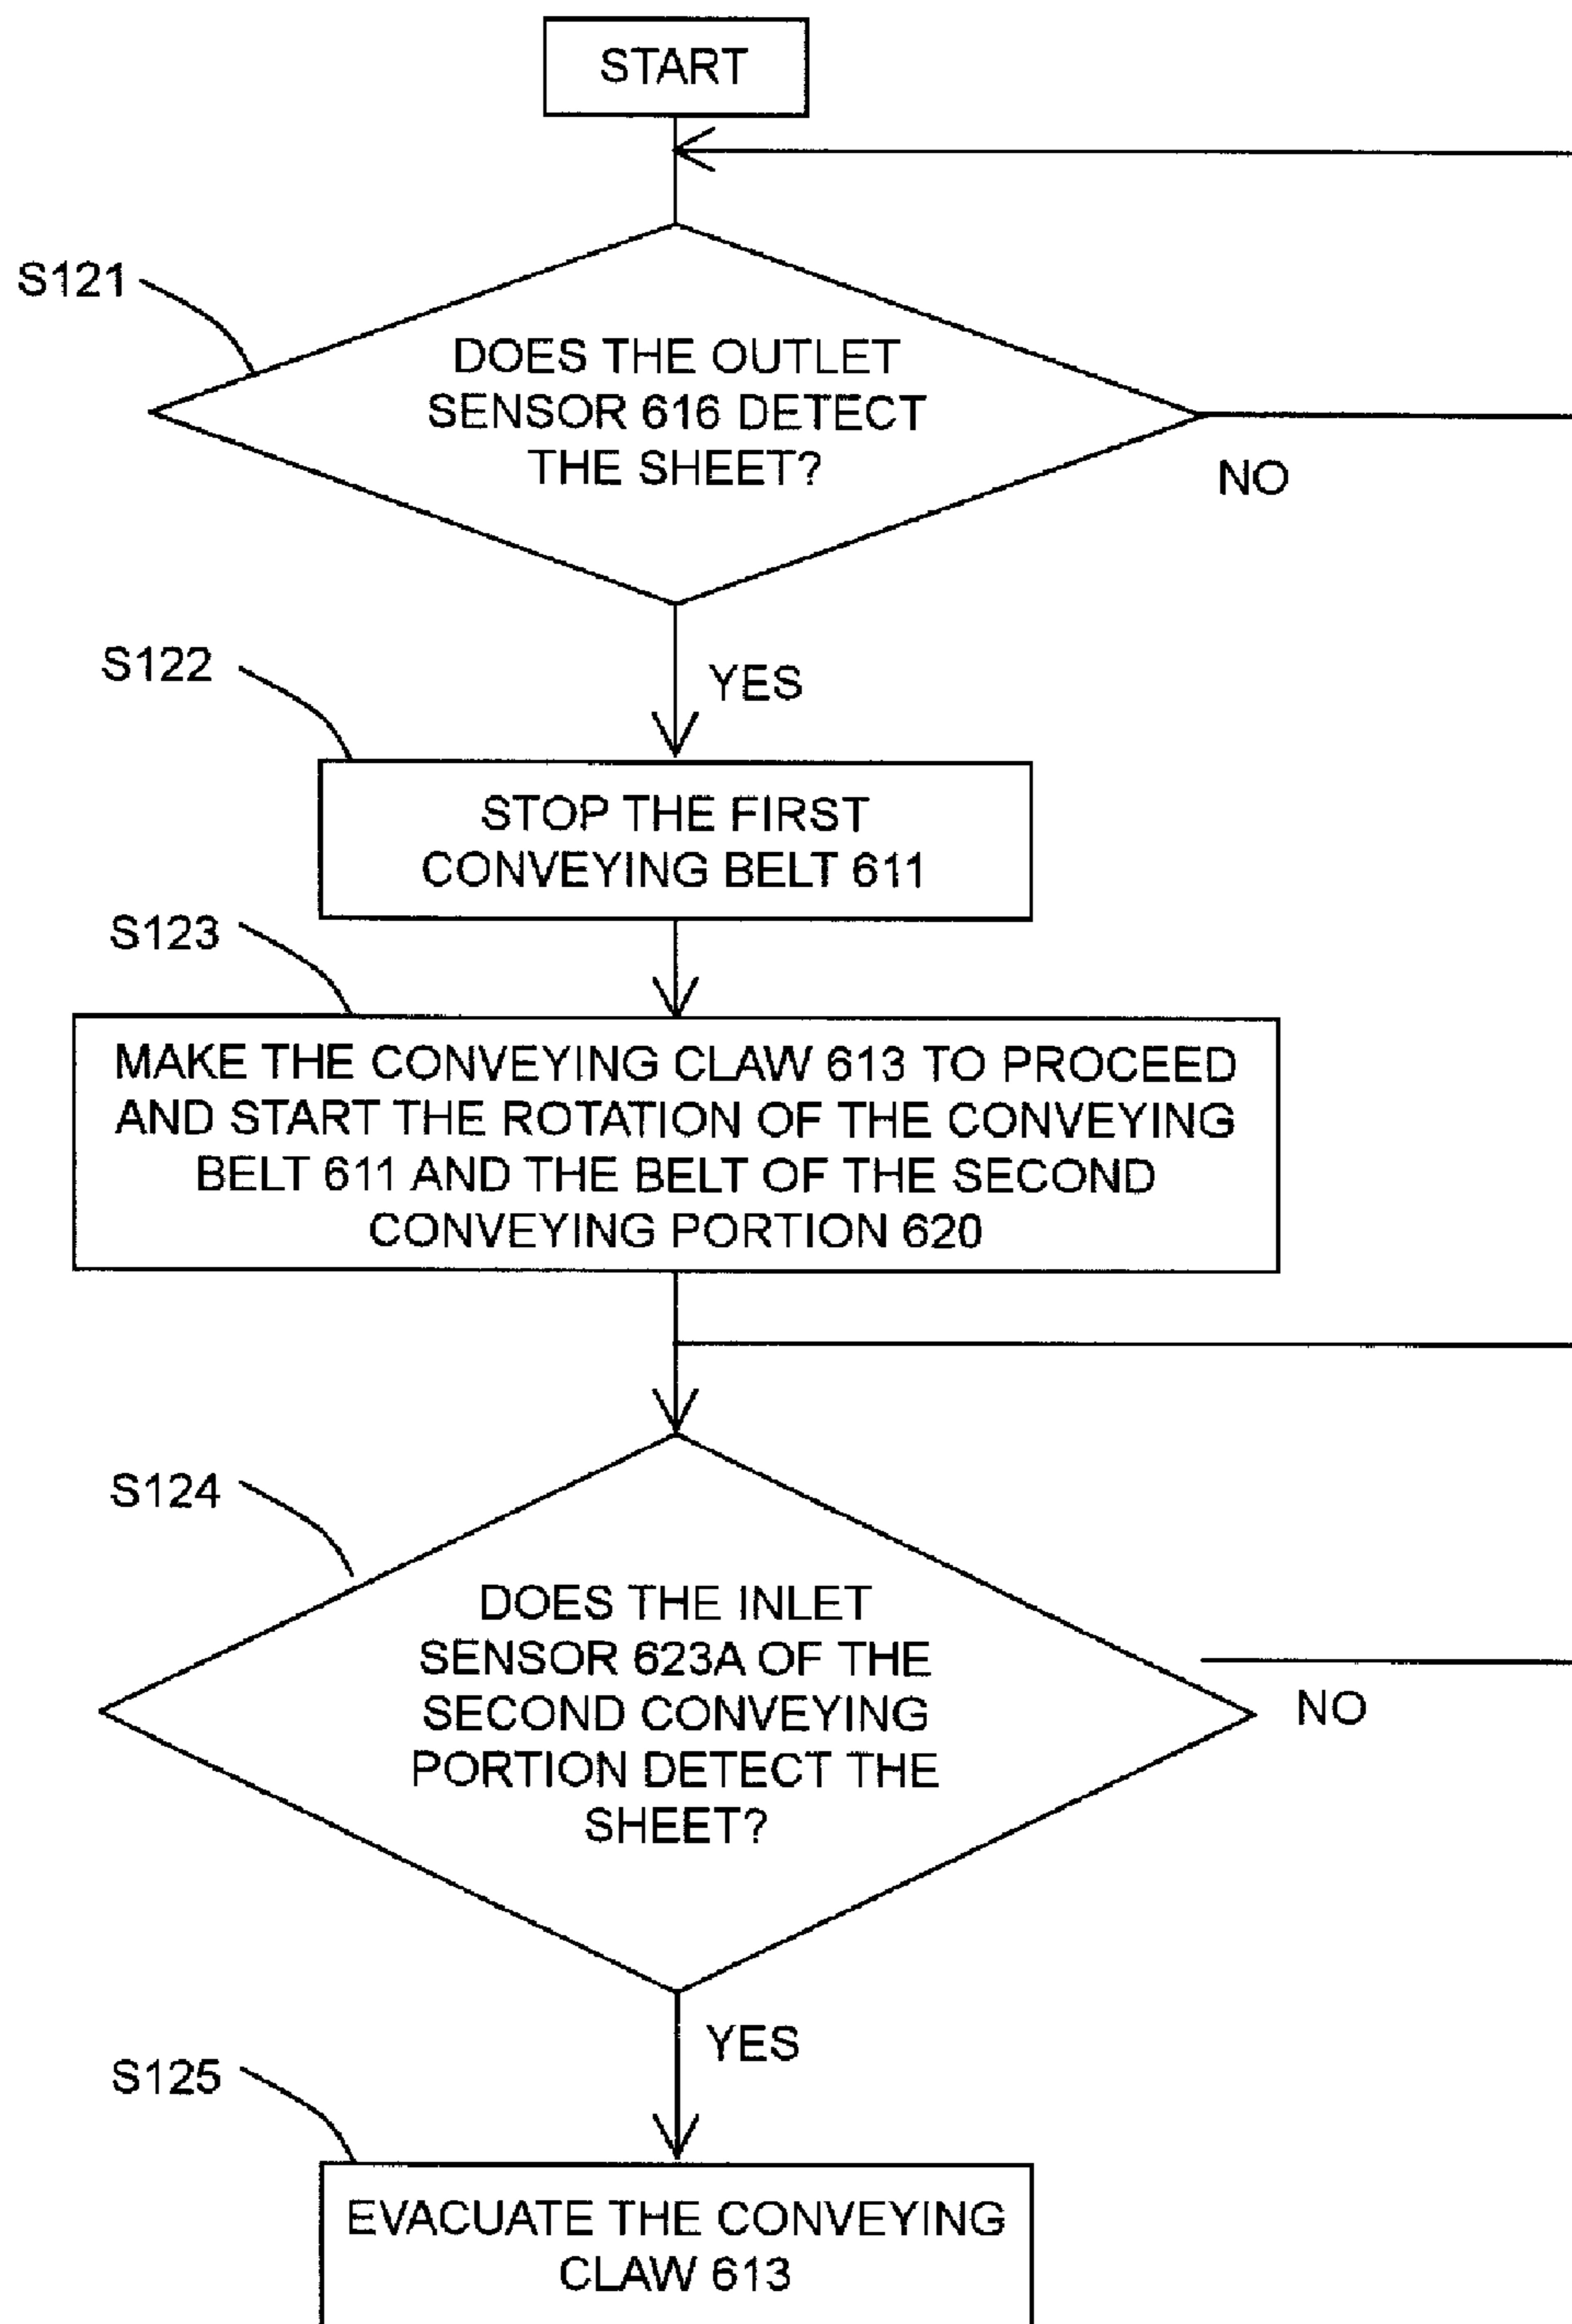 START
S121
DOES THE OUTLET
SENSOR 616 DETECT
THE SHEET?
NO
S122
YES
STOP THE FIRST
CONVEYING BELT 611
S123
MAKE THE CONVEYING CLAW 613 TO PROCEED
AND START THE ROTATION OF THE CONVEYING
BELT 611 AND THE BELT OF THE SECOND
CONVEYING PORTION 620
S124
DOES THE INLET
SENSOR 623A OF THE
SECOND CONVEYING
PORTION DETECT THE
SHEET?
NO
YES
S125
EVACUATE THE CONVEYING
CLAW 613